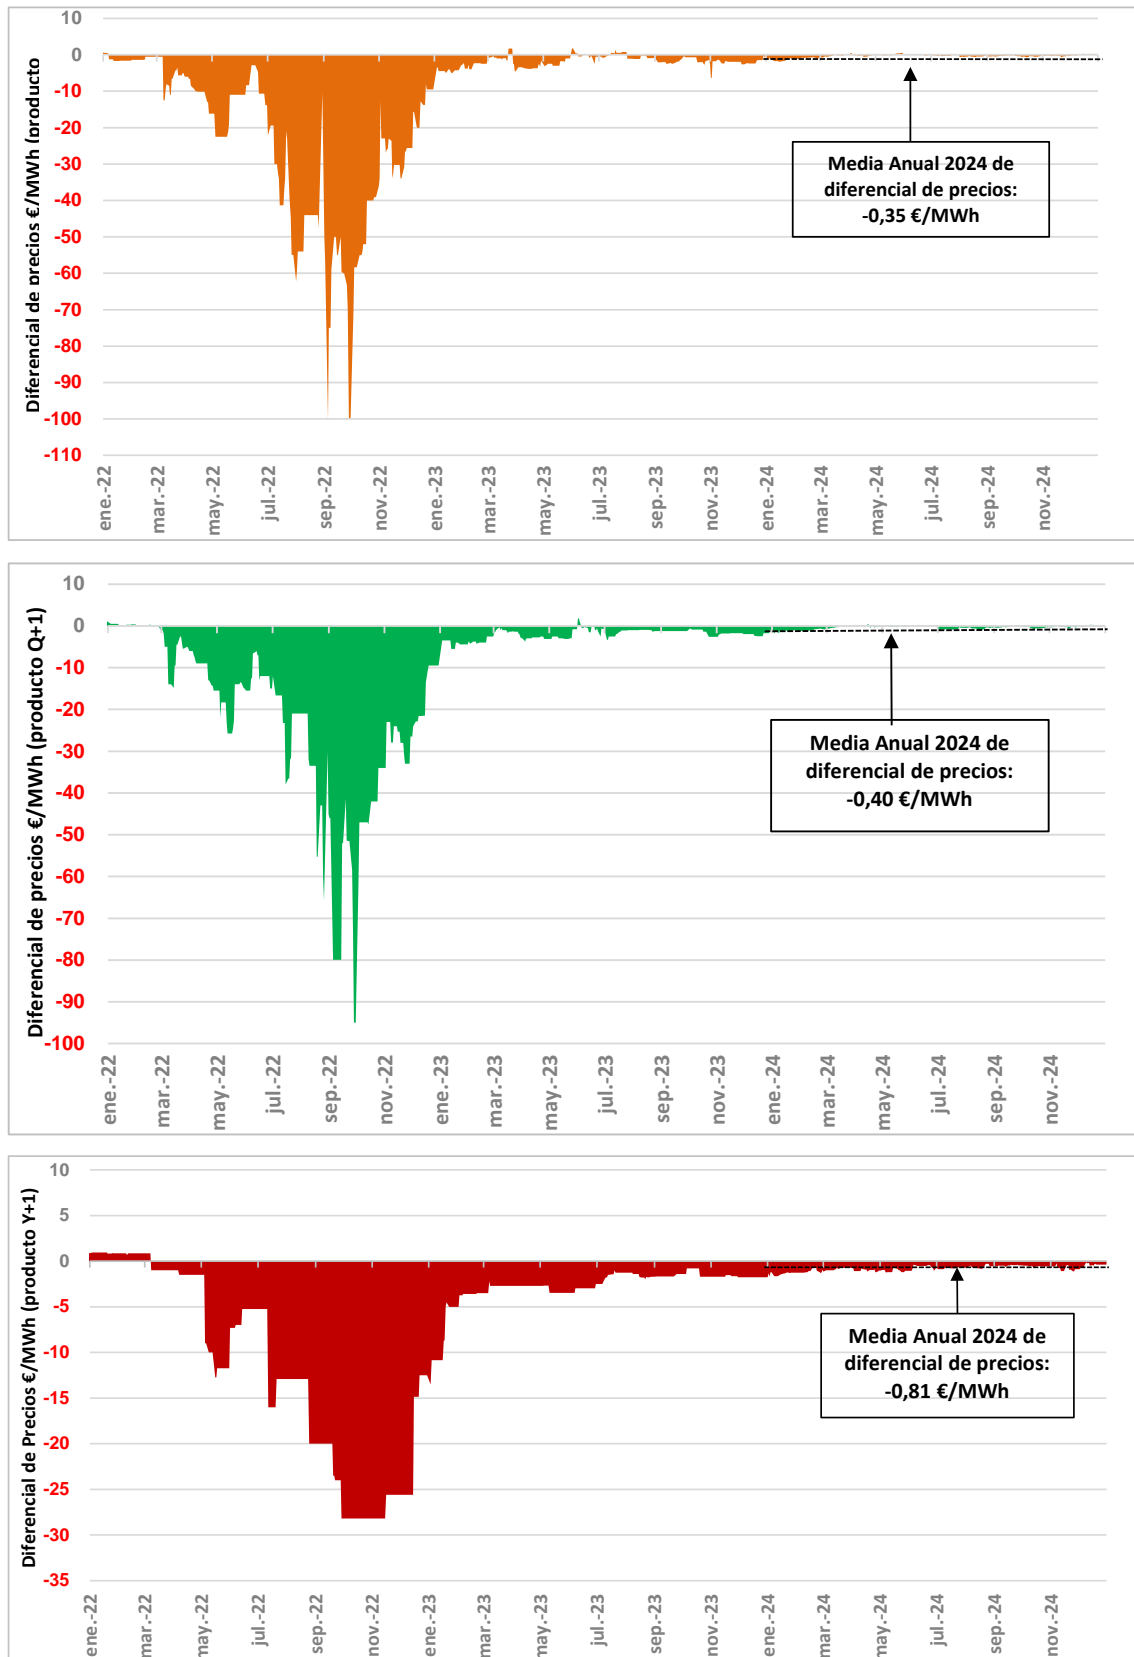 Diferencial de precios €/MWh (producto
10
0
-10
-20
-30
-40
-50
-60
-70
-80
-90
-100
-110
Media Anual 2024 de
diferencial de precios:
-0,35 €/MWh
ene.-22
mar.-22
may.-22
jul.-22
sep.-22
nov.-22
ene.-23
mar.-23
may.-23
jul.-23
sep.-23
nov.-23
ene.-24
mar.-24
may.-24
jul.-24
sep.-24
nov.-24
Diferencial de precios €/MWh (producto Q+1)
10
0
-10
-20
-30
-40
-50
-60
-70
-80
-90
-100
Media Anual 2024 de
diferencial de precios:
-0,40 €/MWh
ene.-22
mar.-22
may.-22
jul.-22
sep.-22
nov.-22
ene.-23
mar.-23
may.-23
jul.-23
sep.-23
nov.-23
ene.-24
mar.-24
may.-24
jul.-24
sep.-24
nov.-24
Diferencial de Precios €/MWh (producto Y+1)
10
5
0
-5
-10
-15
-20
-25
-30
-35
Media Anual 2024 de
diferencial de precios:
-0,81 €/MWh
ene.-22
mar.-22
may.-22
jul.-22
sep.-22
nov.-22
ene.-23
mar.-23
may.-23
jul.-23
sep.-23
nov.-23
ene.-24
mar.-24
may.-24
jul.-24
sep.-24
nov.-24